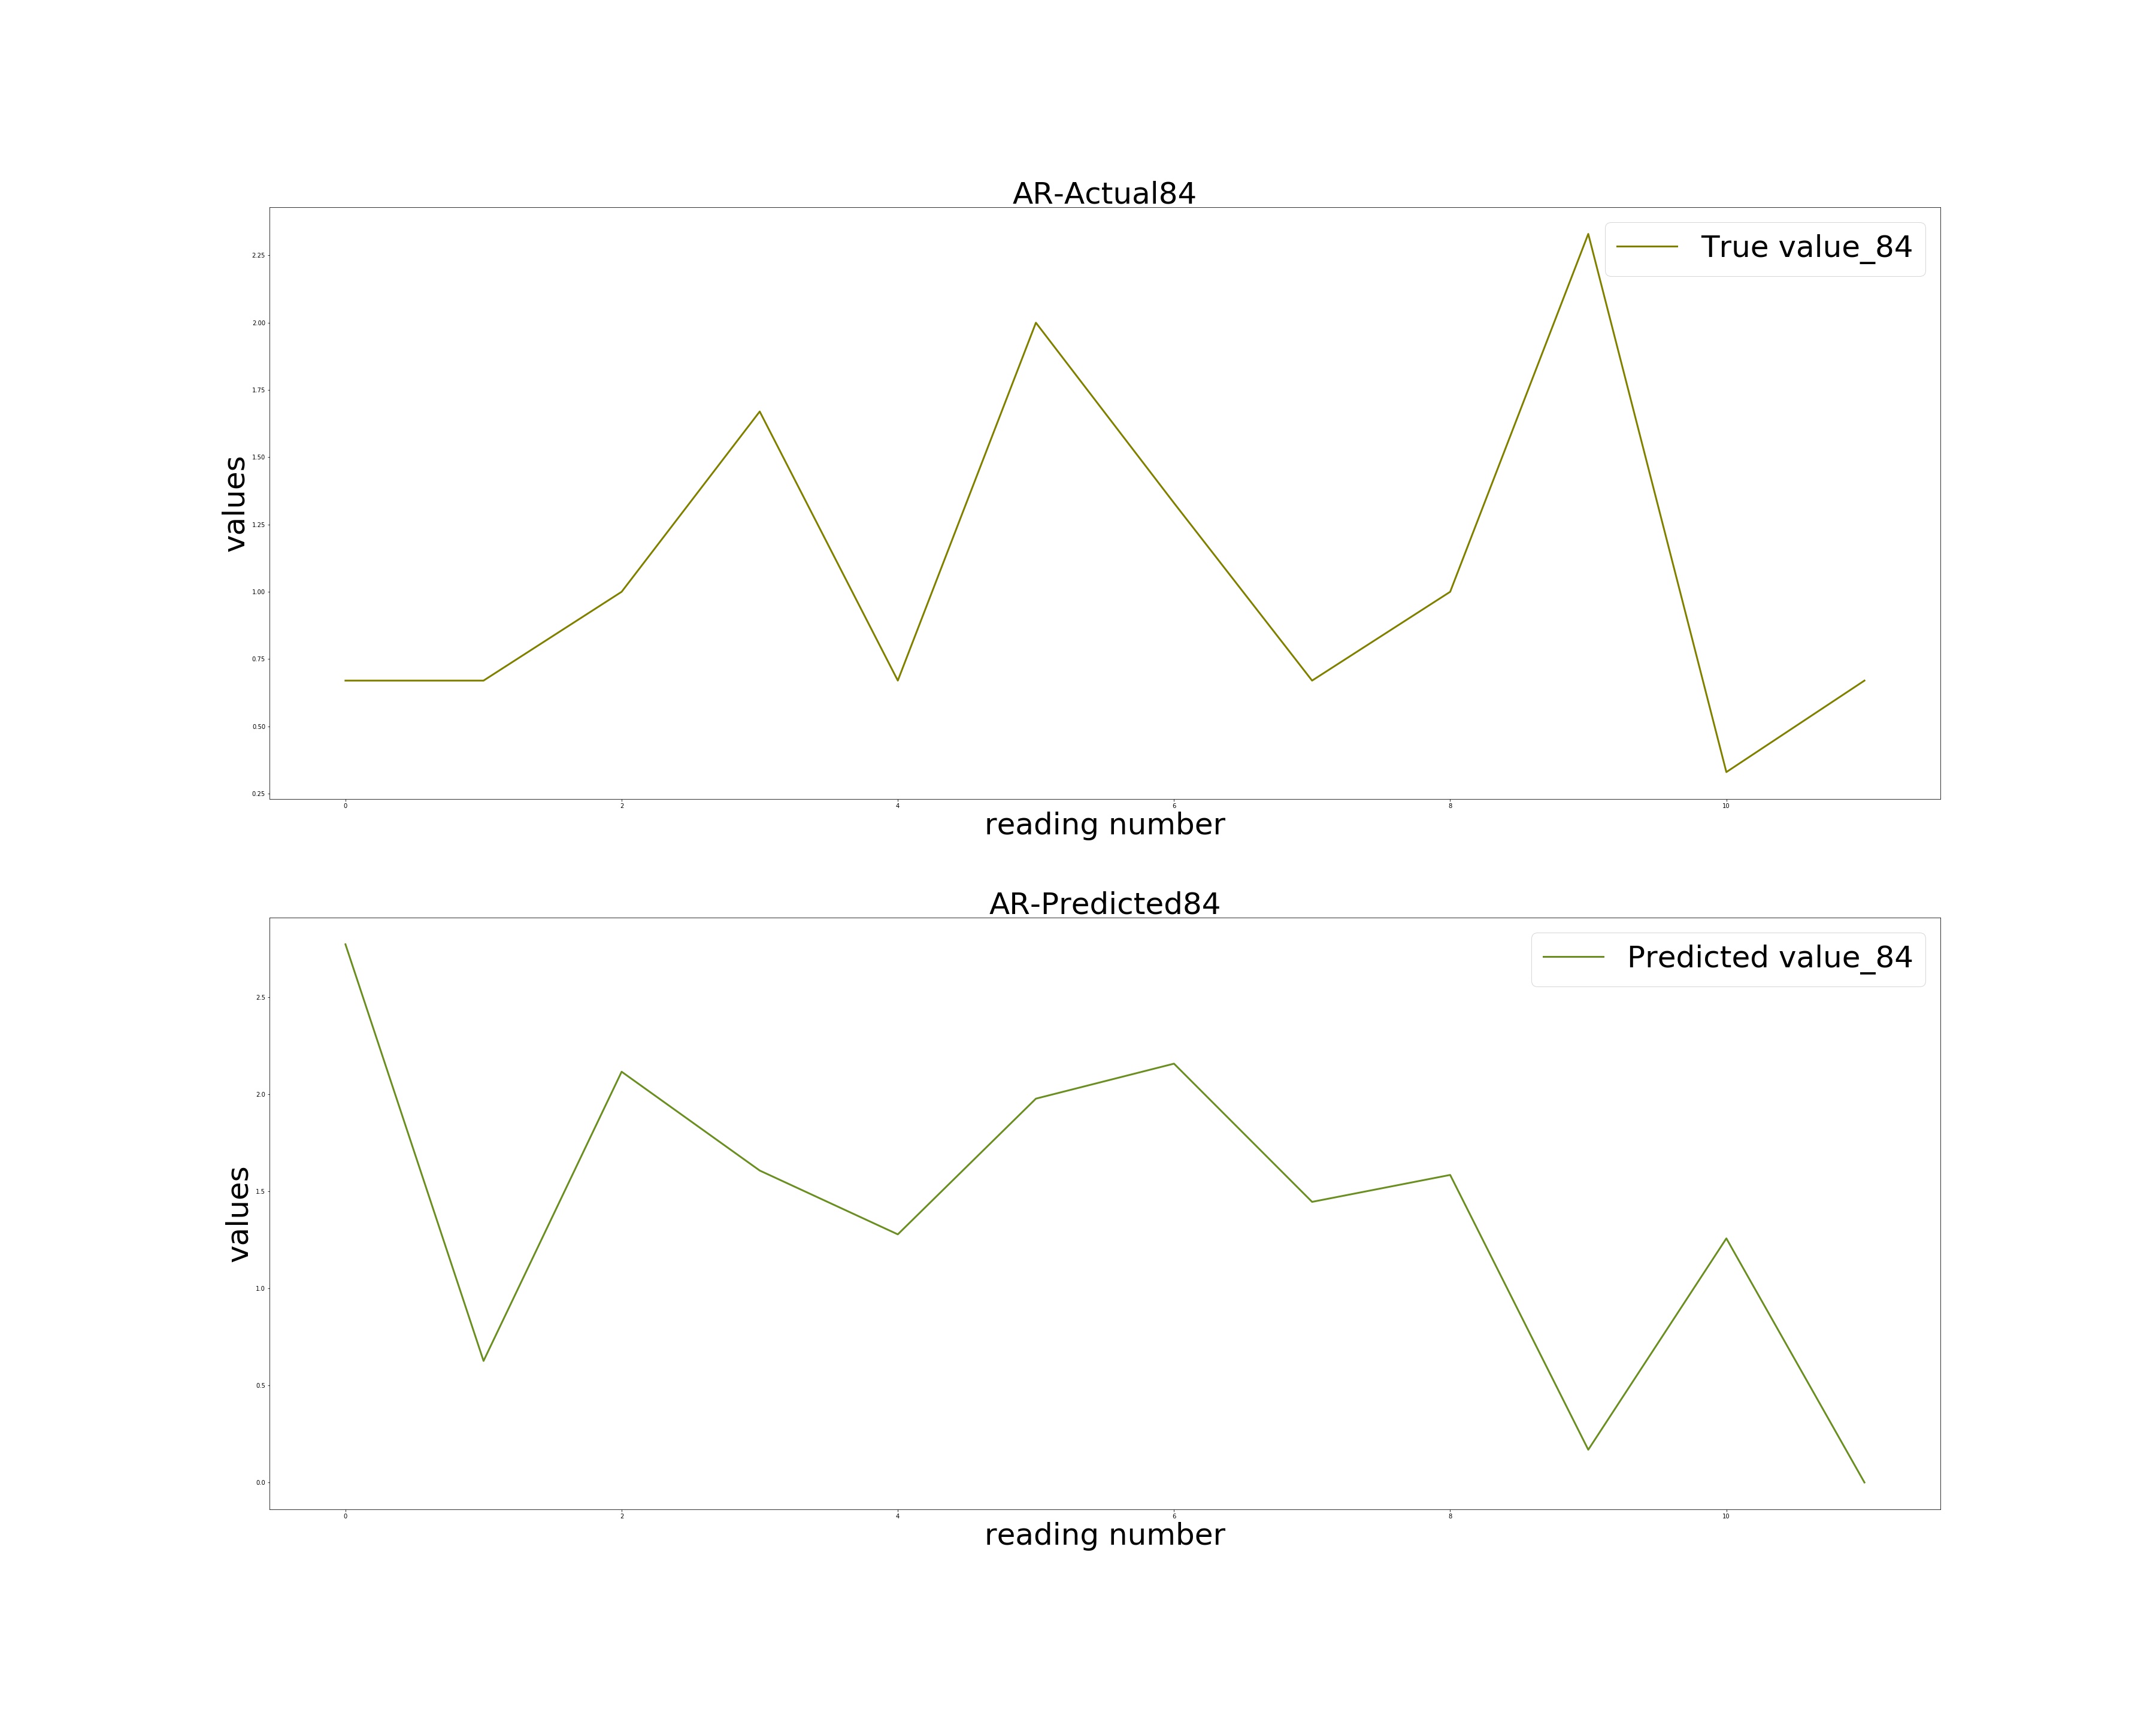 AR-Actual84
True value_84
2.25
2.00
1.75
1.50
1.25
1.00
0.75
0.50
0.25
values
0 2 4 6 8 10
reading number
AR-Predicted84
Predicted value_84
2.5
2.0
1.5
1.0
0.5
0.0
values
0 2 4 6 8 10
reading number